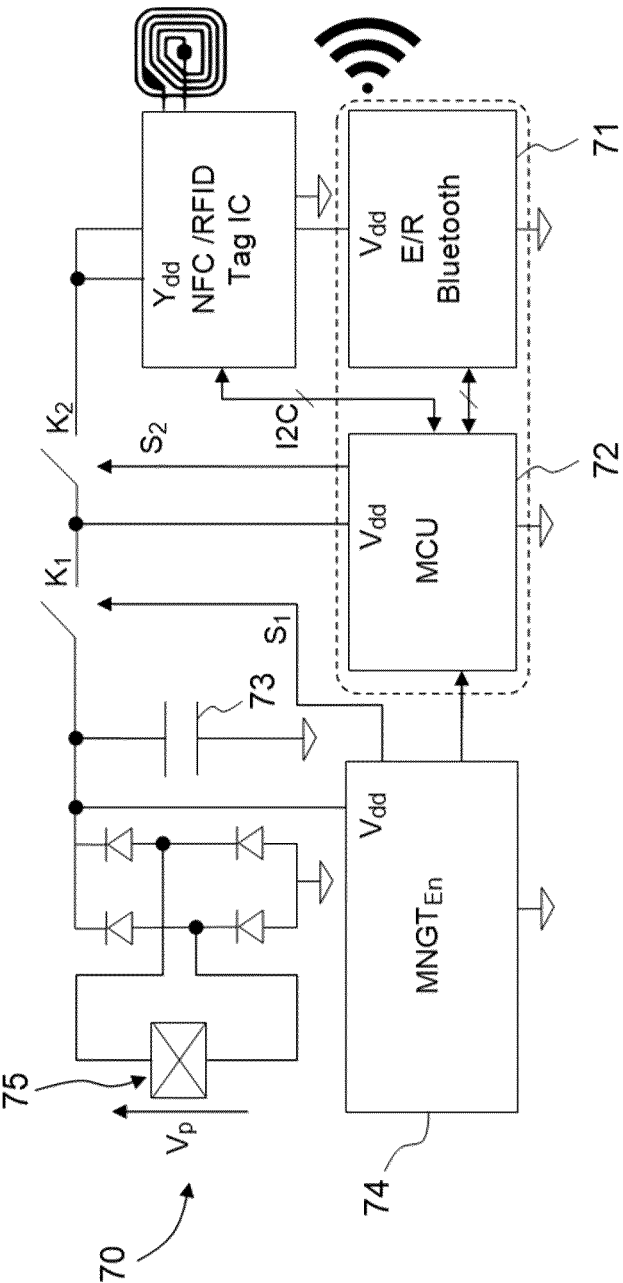 75
K1
K2
70
Vp
S2
Ydd
NFC /RFID
Tag IC
73
S1
I2C
74
Vdd
MNGTEn
Vdd
MCU
Vdd
E/R
Bluetooth
72
71